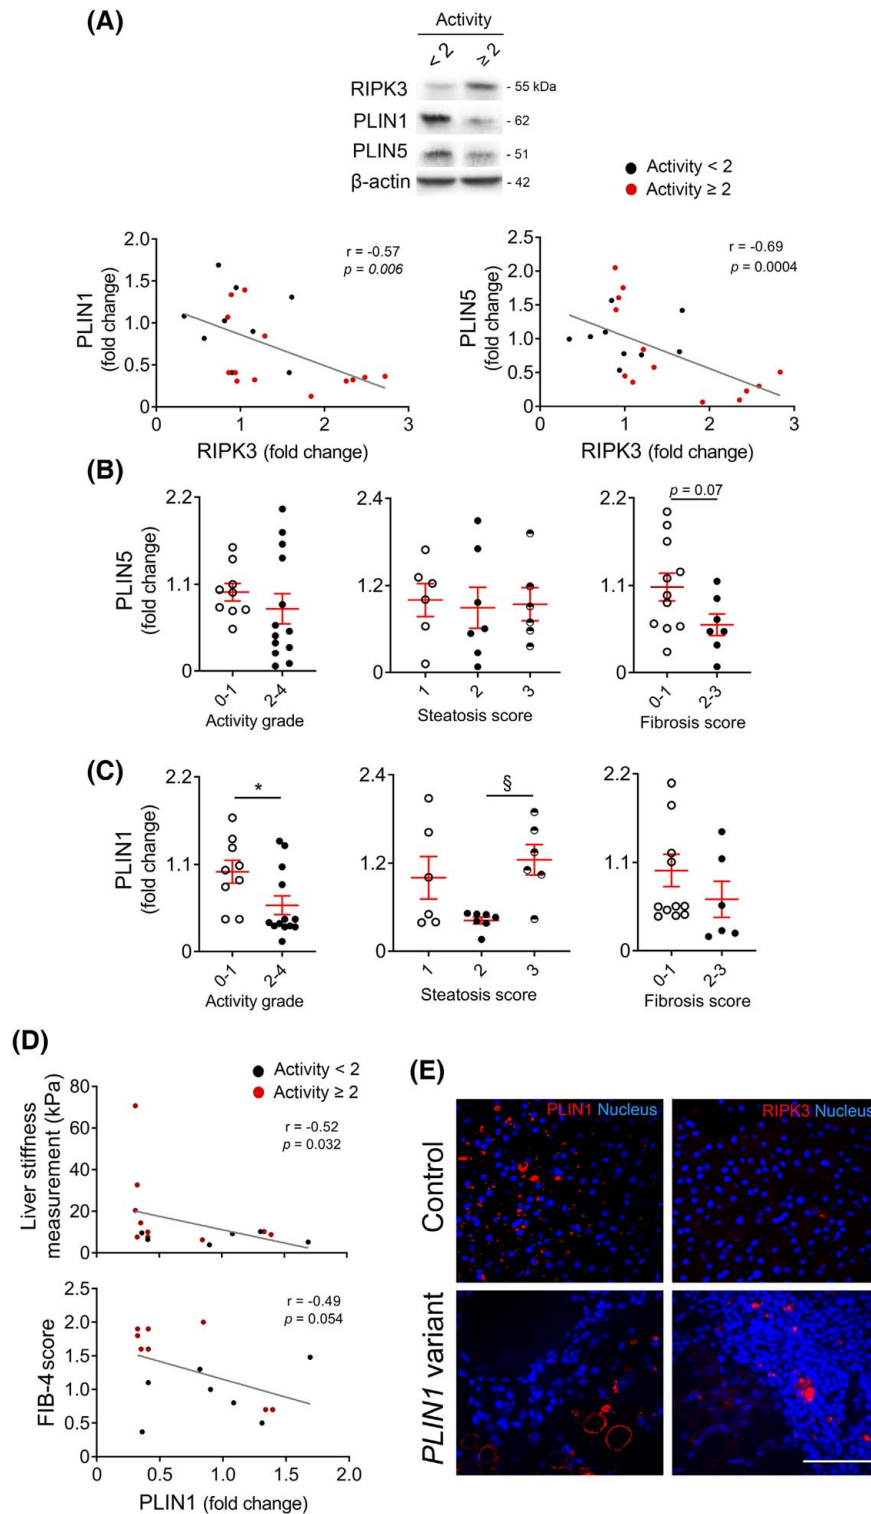 (A)
Activity
< 2 ≥ 2
RIPK3 - 55 kDa
PLIN1 - 62
PLIN5 - 51
β-actin - 42
Activity < 2
Activity ≥ 2
PLIN1
(fold change)
2.0
1.5
1.0
0.5
0
r = -0.57
p = 0.006
0 1 2 3
RIPK3 (fold change)
PLIN5
(fold change)
2.5
2.0
1.5
1.0
0.5
0
r = -0.69
p = 0.0004
0 1 2 3
RIPK3 (fold change)
(B)
PLIN5
(fold change)
2.2
1.1
0
0-1 2-4
Activity grade
2.4
1.2
0
1 2 3
Steatosis score
2.2
1.1
0
p = 0.07
0-1 2-3
Fibrosis score
(C)
PLIN1
(fold change)
2.2
1.1
0
*
0-1 2-4
Activity grade
2.4
1.2
0
§
1 2 3
Steatosis score
2.2
1.1
0
0-1 2-3
Fibrosis score
(D)
Activity < 2
Activity ≥ 2
Liver stiffness
measurement (kPa)
80
60
40
20
0
r = -0.52
p = 0.032
FIB-4 score
2.5
2.0
1.5
1.0
0.5
0
r = -0.49
p = 0.054
0 0.5 1.0 1.5 2.0
PLIN1 (fold change)
(E)
PLIN1 Nucleus
RIPK3 Nucleus
Control
PLIN1 variant